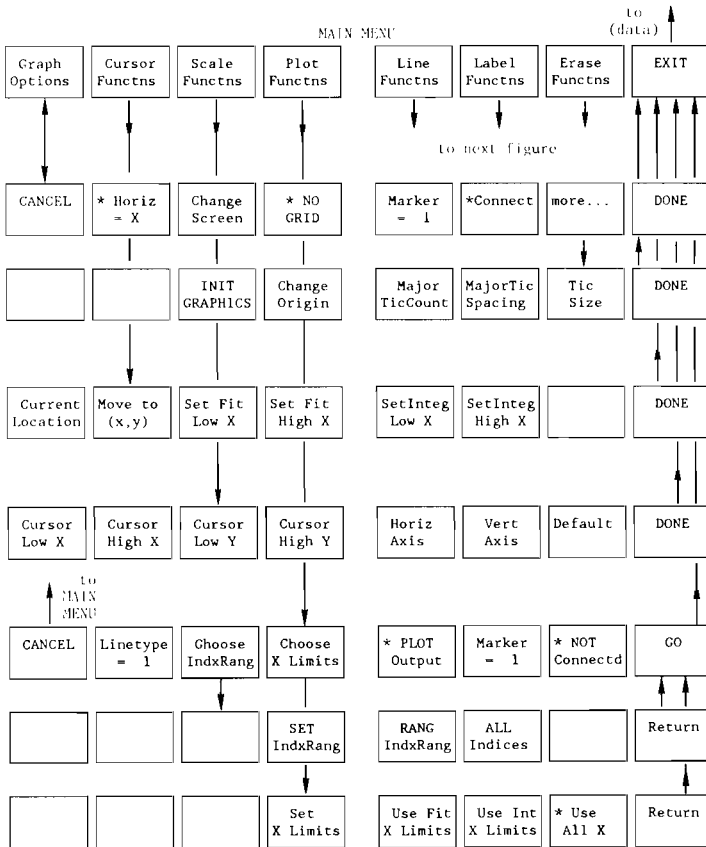 to
(data)
MAIN MENU
Graph Options
Cursor Functns
Scale Functns
Plot Functns
Line Functns
Label Functns
Erase Functns
EXIT
to next figure
CANCEL
* Horiz = X
Change Screen
* NO GRID
Marker = 1
*Connect
more...
DONE
INIT GRAPHICS
Change Origin
Major TicCount
MajorTic Spacing
Tic Size
DONE
Current Location
Move to (x,y)
Set Fit Low X
Set Fit High X
SetInteg Low X
SetInteg High X
DONE
Cursor Low X
Cursor High X
Cursor Low Y
Cursor High Y
Horiz Axis
Vert Axis
Default
DONE
to
MAIN
MENU
CANCEL
Linetype = 1
Ghoose IndxRang
Choose X Limits
* PLOT Output
Marker = 1
* NOT Connectd
GO
SET IndxRang
RANG IndxRang
ALL Indices
Return
Set X Limits
Use Fit X Limits
Use Int X Limits
* Use All X
Return